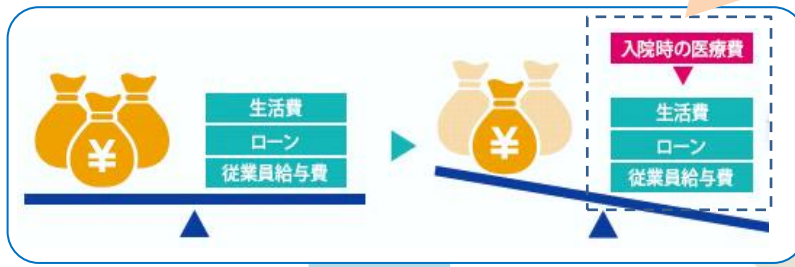 ¥
生活費
ローン
従業員給与費
¥
入院時の医療費
生活費
ローン
従業員給与費